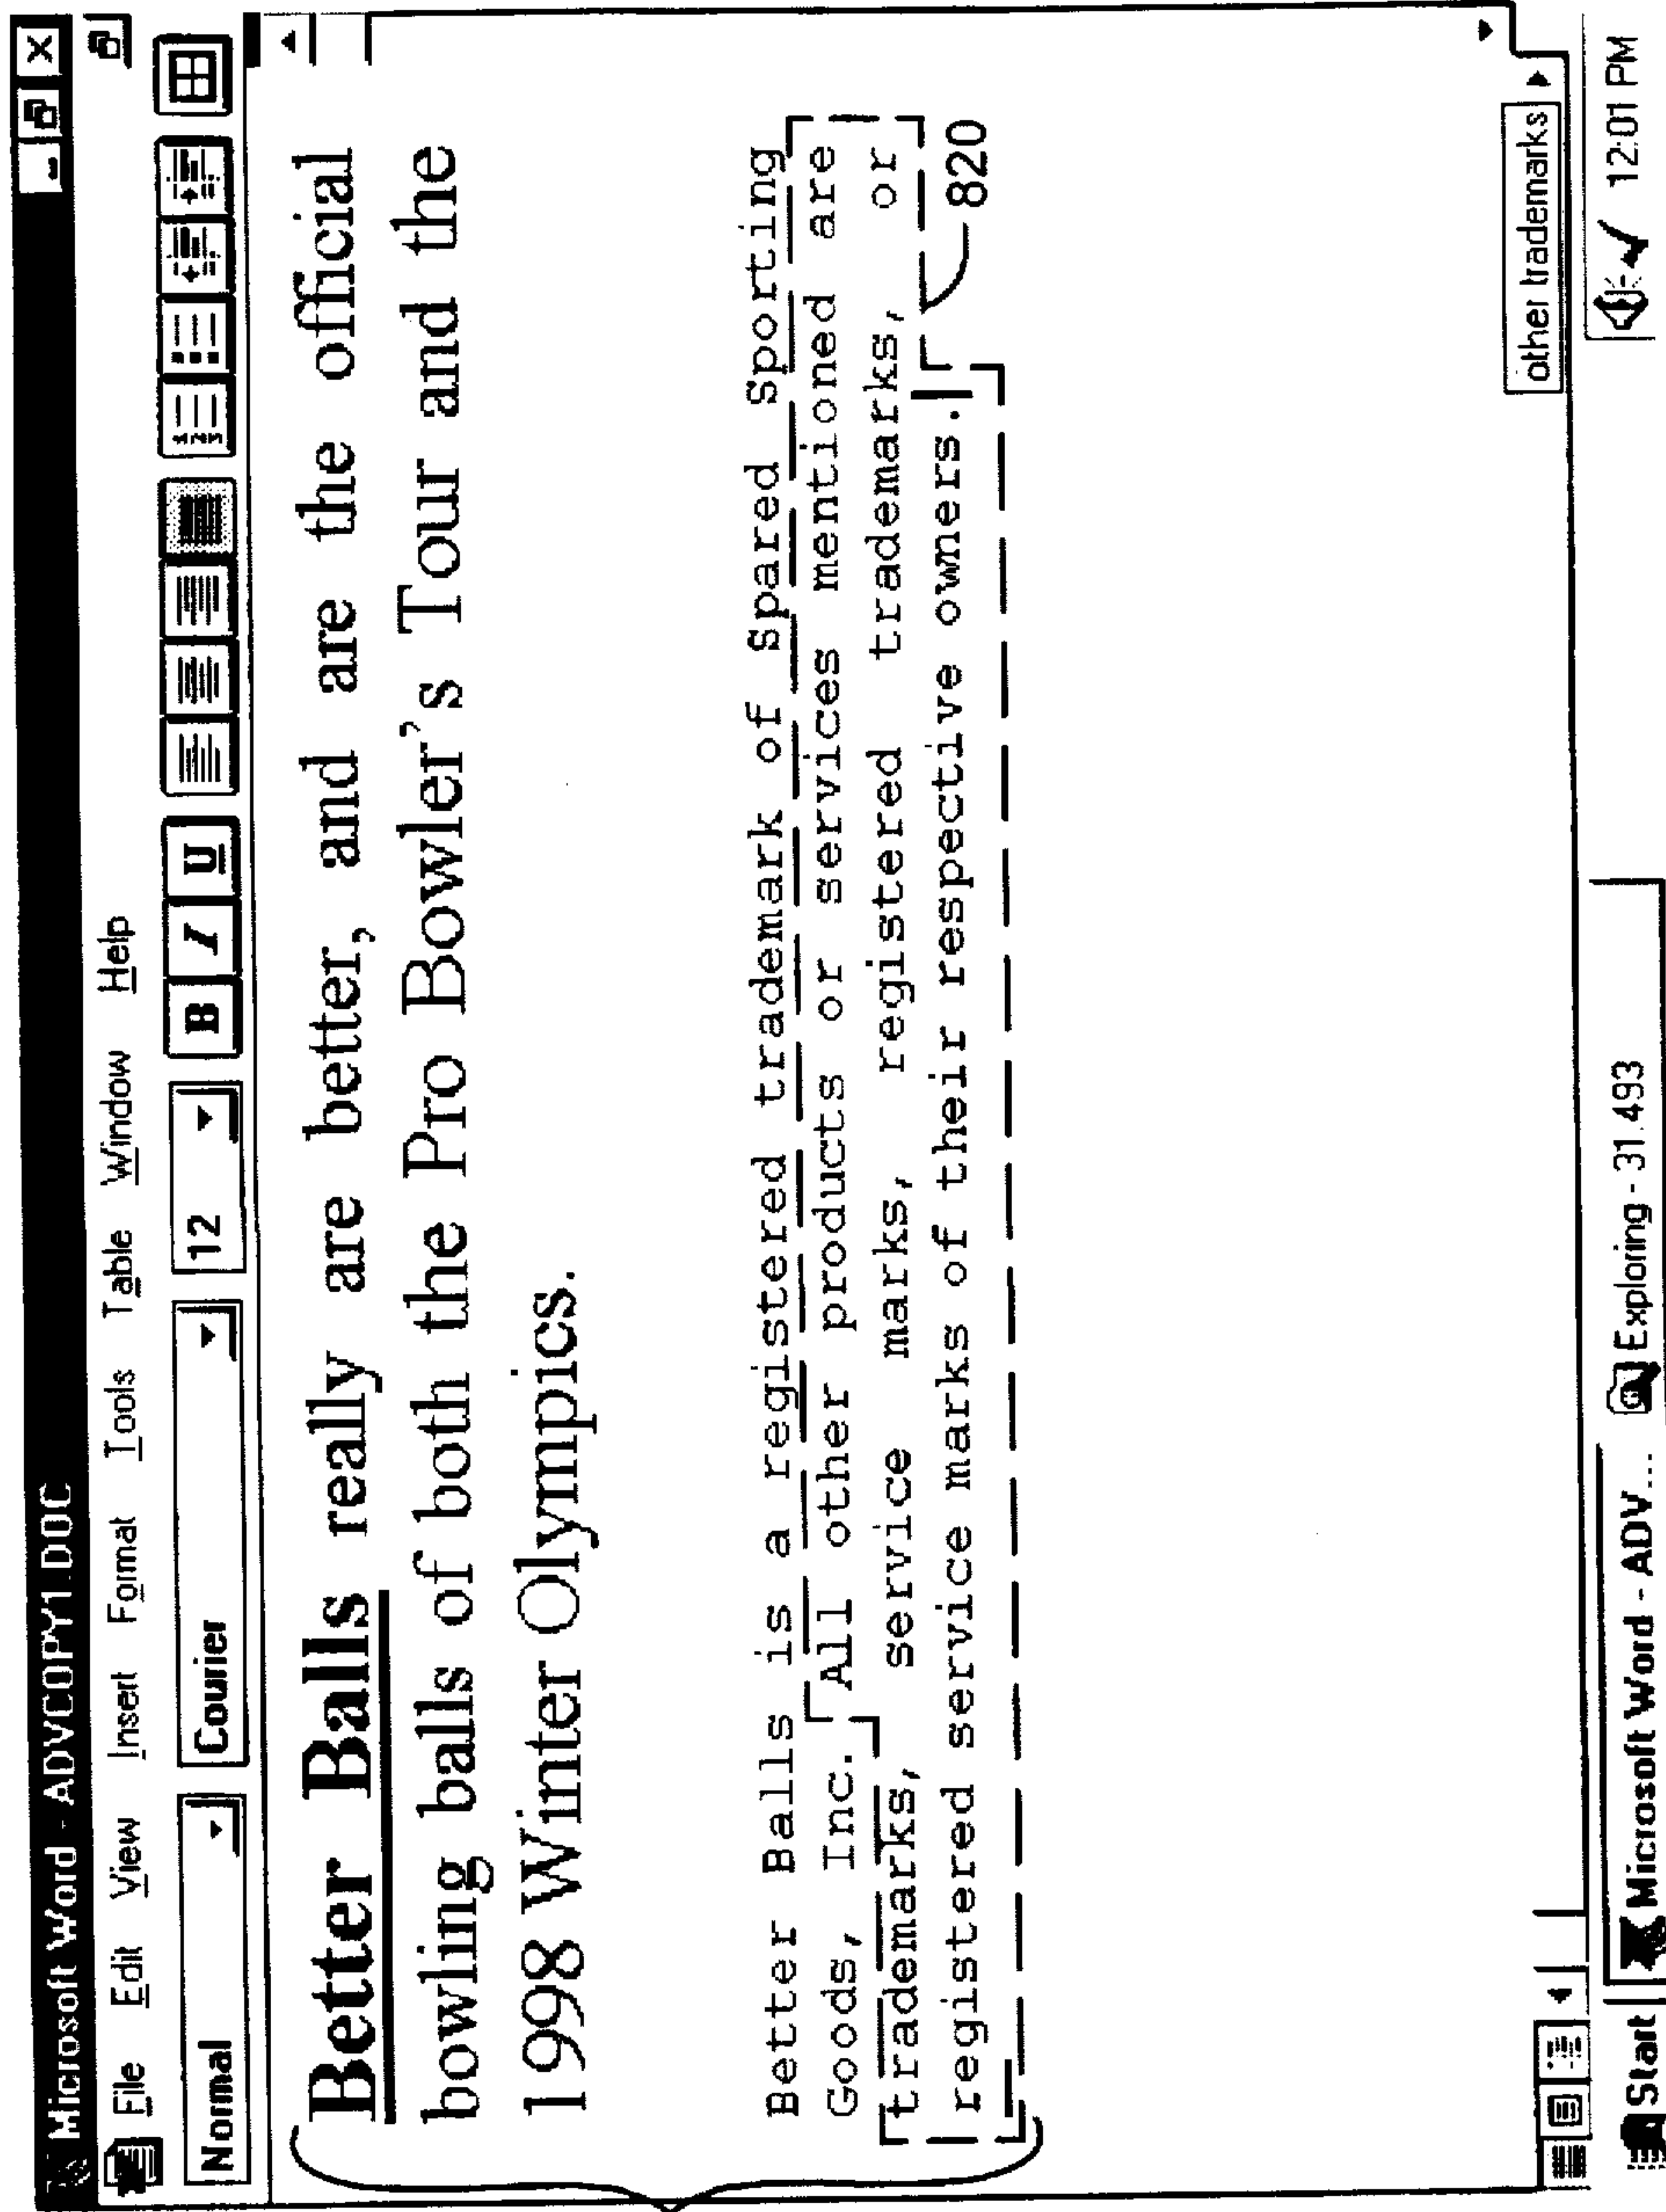 Microsoft Word - ADVCOPY1.DOC
File Edit View Insert Format Tools Table Window Help
Normal Courier 12 B I U
Better Balls really are better, and are the official
bowling balls of both the Pro Bowler's Tour and the
1998 Winter Olympics.
Better Balls is a registered trademark of Spared Sporting
Goods, Inc. All other products or services mentioned are
trademarks, service marks, registered trademarks, or
registered service marks of their respective owners.
820
other trademarks
Start Microsoft Word - ADV... Exploring - 31.493 12:01 PM